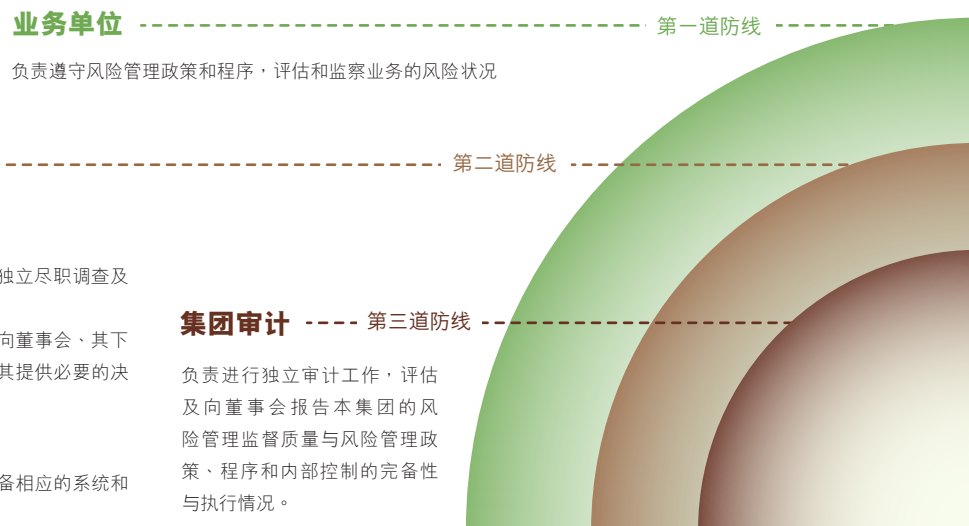 业务单位
第一道防线
负责遵守风险管理政策和程序，评估和监察业务的风险状况
第二道防线
独立尽职调查及
向董事会、其下
其提供必要的决
备相应的系统和
集团审计
第三道防线
负责进行独立审计工作，评估
及向董事会报告本集团的风
险管理监督质量与风险管理政
策、程序和内部控制的完备性
与执行情况。